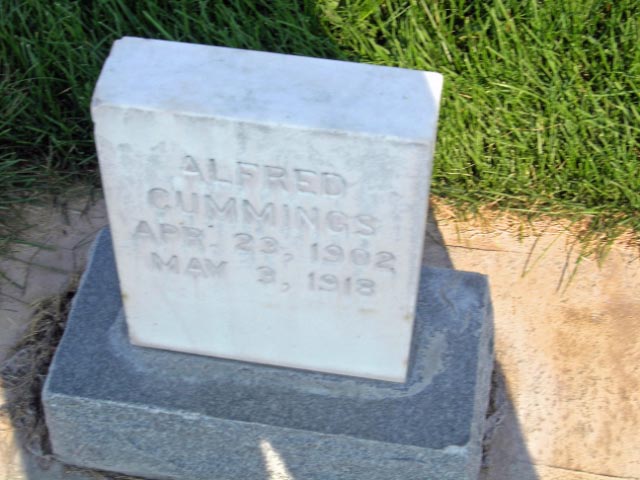 ALFRED
CUMMINGS
APR. 23, 1902
MAY 3, 1918